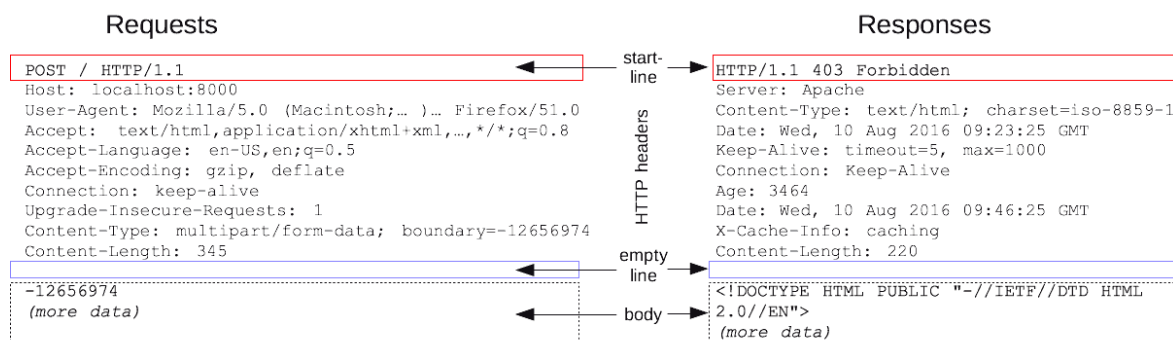 Requests
POST / HTTP/1.1
Host: localhost:8000
User-Agent: Mozilla/5.0 (Macintosh;… )… Firefox/51.0
Accept: text/html,application/xhtml+xml,…,*/*;q=0.8
Accept-Language: en-US,en;q=0.5
Accept-Encoding: gzip, deflate
Connection: keep-alive
Upgrade-Insecure-Requests: 1
Content-Type: multipart/form-data; boundary=-12656974
Content-Length: 345
-12656974
(more data)
start-
line
HTTP headers
empty
line
body
Responses
HTTP/1.1 403 Forbidden
Server: Apache
Content-Type: text/html; charset=iso-8859-1
Date: Wed, 10 Aug 2016 09:23:25 GMT
Keep-Alive: timeout=5, max=1000
Connection: Keep-Alive
Age: 3464
Date: Wed, 10 Aug 2016 09:46:25 GMT
X-Cache-Info: caching
Content-Length: 220
<!DOCTYPE HTML PUBLIC "-//IETF//DTD HTML
2.0//EN">
(more data)